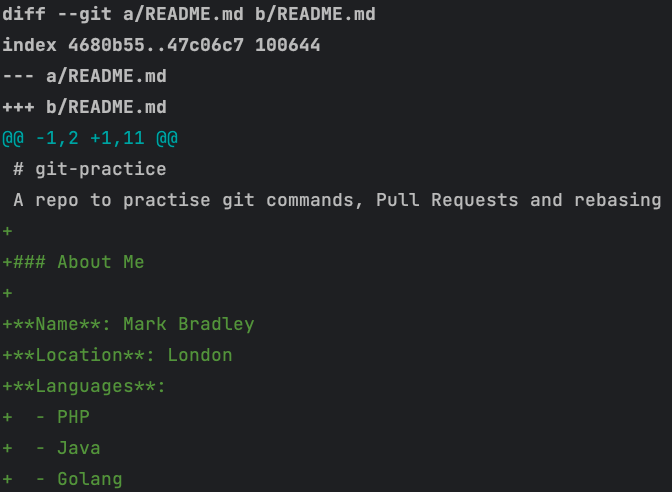 diff --git a/README.md b/README.md
index 4680b55..47c06c7 100644
--- a/README.md
+++ b/README.md
@@ -1,2 +1,11 @@
 # git-practice
 A repo to practise git commands, Pull Requests and rebasing
+
+### About Me
+
+**Name**: Mark Bradley
+**Location**: London
+**Languages**:
+  - PHP
+  - Java
+  - Golang